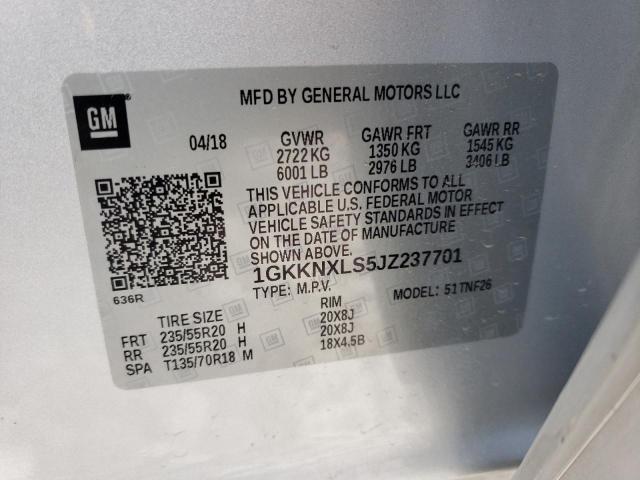 GM
MFD BY GENERAL MOTORS LLC
04/18 GVWR GAWR FRT GAWR RR
2722 KG 1350 KG 1545 KG
6001 LB 2976 LB 3406 LB
THIS VEHICLE CONFORMS TO ALL
APPLICABLE U.S. FEDERAL MOTOR
VEHICLE SAFETY STANDARDS IN EFFECT
ON THE DATE OF MANUFACTURE
SHOWN ABOVE.
1GKKNXLS5JZ237701
636R
TYPE: M.P.V. MODEL: 51TNF26
TIRE SIZE RIM
FRT 235/55R20 H 20X8J
RR 235/55R20 H 20X8J
SPA T135/70R18 M 18X4.5B